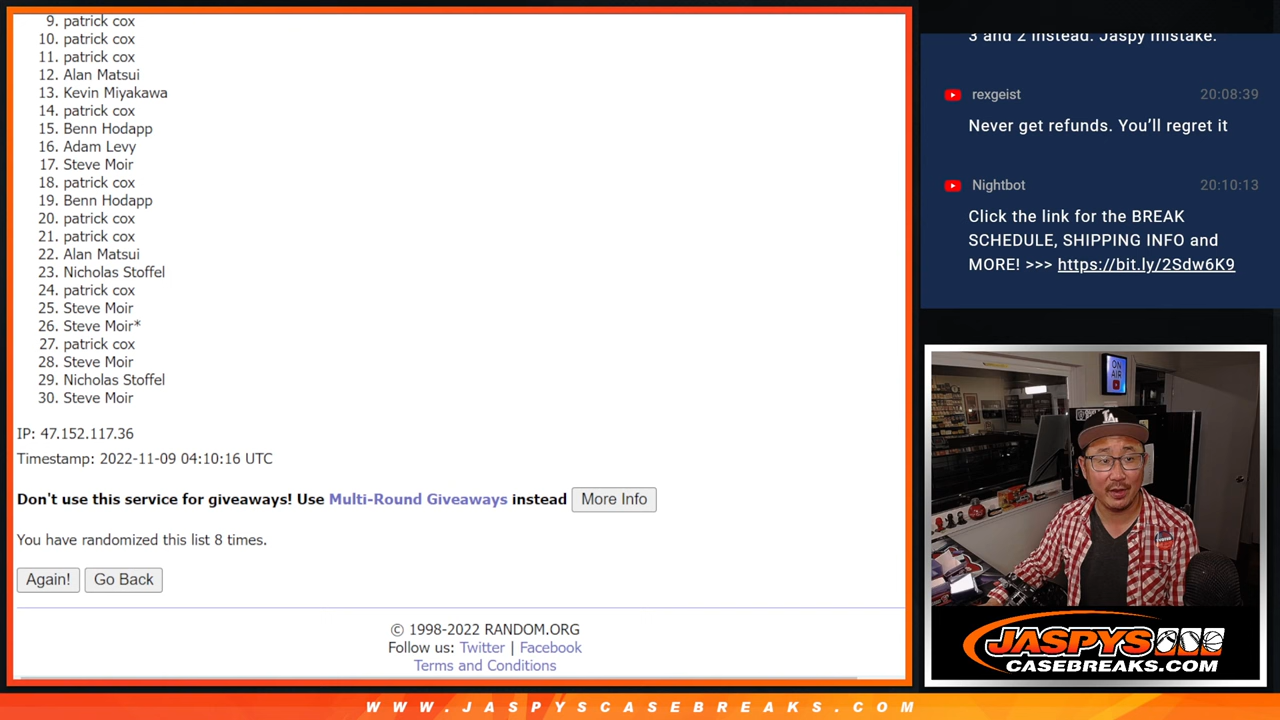 9. patrick cox
10. patrick cox
11. patrick cox
12. Alan Matsui
13. Kevin Miyakawa
14. patrick cox
15. Benn Hodapp
16. Adam Levy
17. Steve Moir
18. patrick cox
19. Benn Hodapp
20. patrick cox
21. patrick cox
22. Alan Matsui
23. Nicholas Stoffel
24. patrick cox
25. Steve Moir
26. Steve Moir*
27. patrick cox
28. Steve Moir
29. Nicholas Stoffel
30. Steve Moir
IP: 47.152.117.36
Timestamp: 2022-11-09 04:10:16 UTC
Don't use this service for giveaways! Use Multi-Round Giveaways instead More Info
You have randomized this list 8 times.
Again! Go Back
© 1998-2022 RANDOM.ORG
Follow us: Twitter | Facebook
Terms and Conditions
3 and 2 instead. Jaspy mistake.
rexgeist 20:08:39
Never get refunds. You’ll regret it
Nightbot 20:10:13
Click the link for the BREAK
SCHEDULE, SHIPPING INFO and
MORE! >>> https://bit.ly/2Sdw6K9
ON
AIR
LA
JASPYS
CASEBREAKS.COM
WWW.JASPYSCASEBREAKS.COM